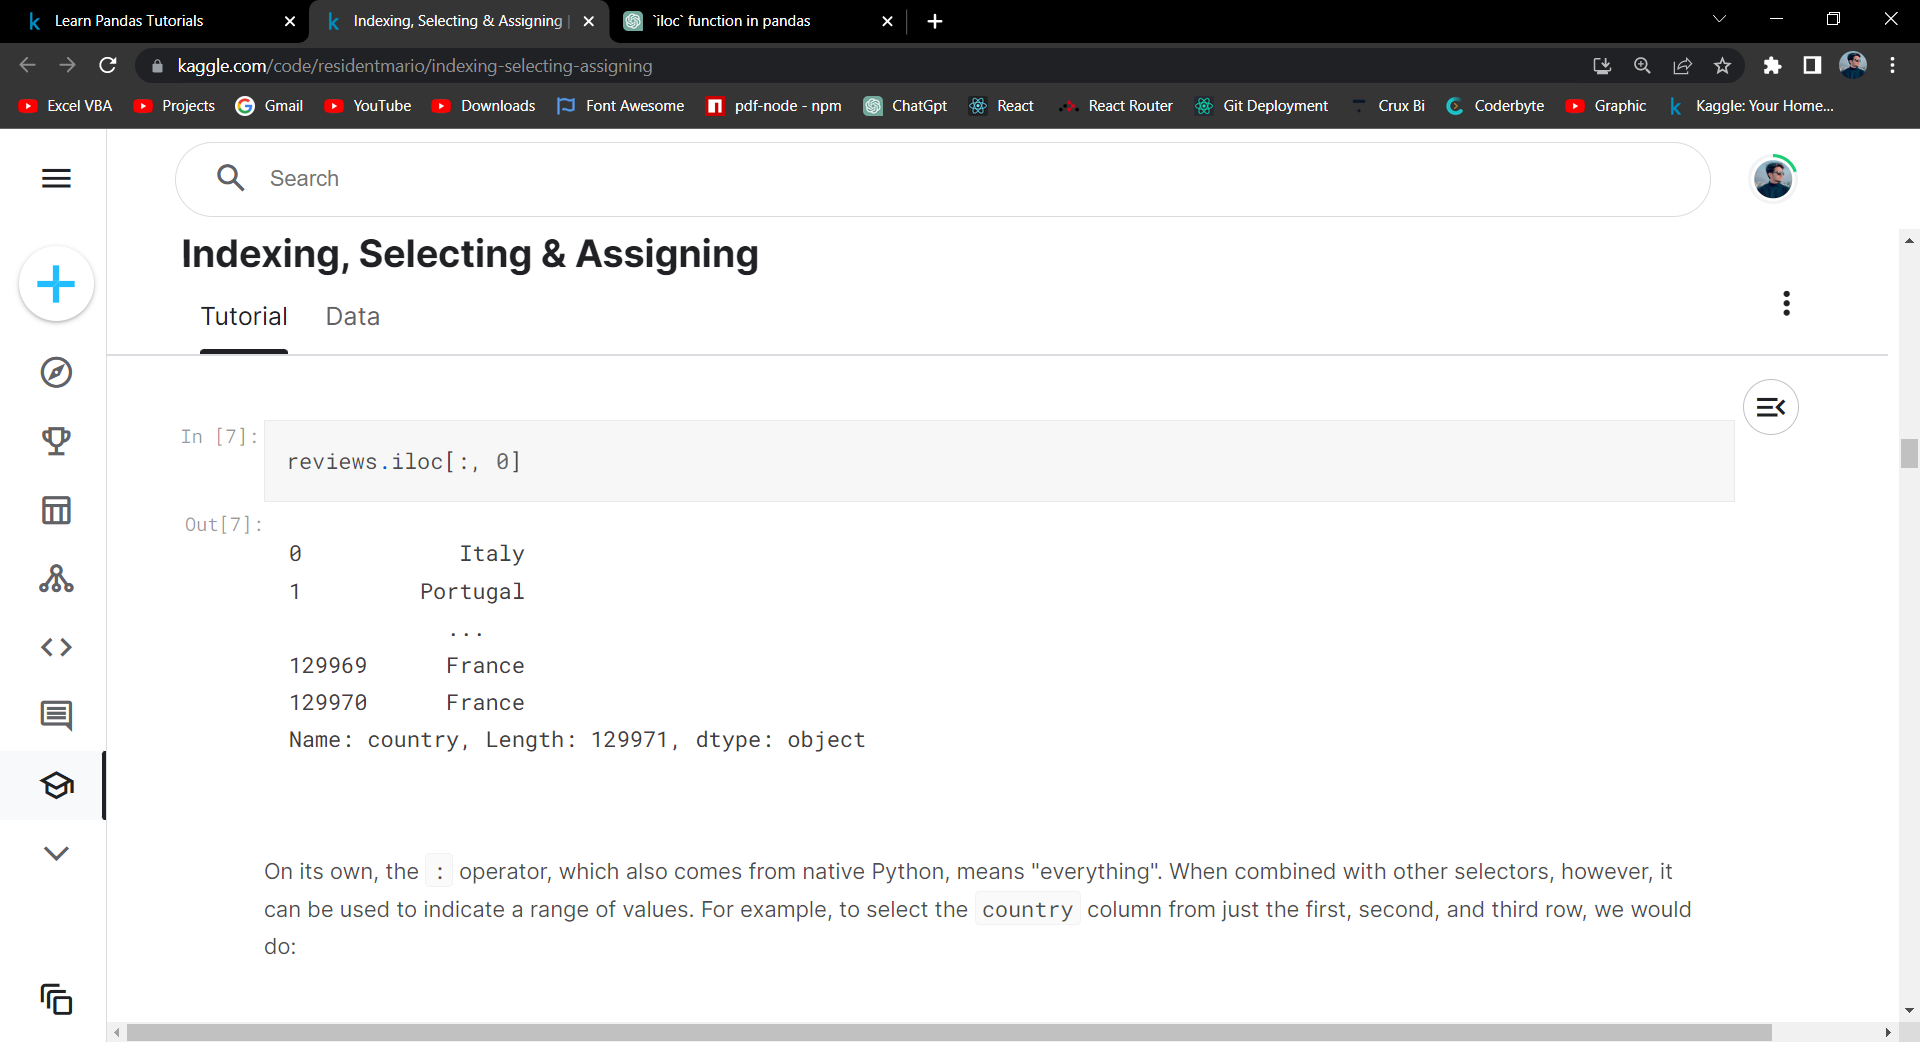 Learn Pandas Tutorials
Indexing, Selecting & Assigning |
`iloc` function in pandas
kaggle.com/code/residentmario/indexing-selecting-assigning
Excel VBA
Projects
Gmail
YouTube
Downloads
Font Awesome
pdf-node - npm
ChatGpt
React
React Router
Git Deployment
Crux Bi
Coderbyte
Graphic
Kaggle: Your Home...
Search
Indexing, Selecting & Assigning
Tutorial
Data
In [7]:
reviews.iloc[:, 0]
Out[7]:
0            Italy
1         Portugal
...
129969      France
129970      France
Name: country, Length: 129971, dtype: object
On its own, the : operator, which also comes from native Python, means "everything". When combined with other selectors, however, it
can be used to indicate a range of values. For example, to select the country column from just the first, second, and third row, we would
do: